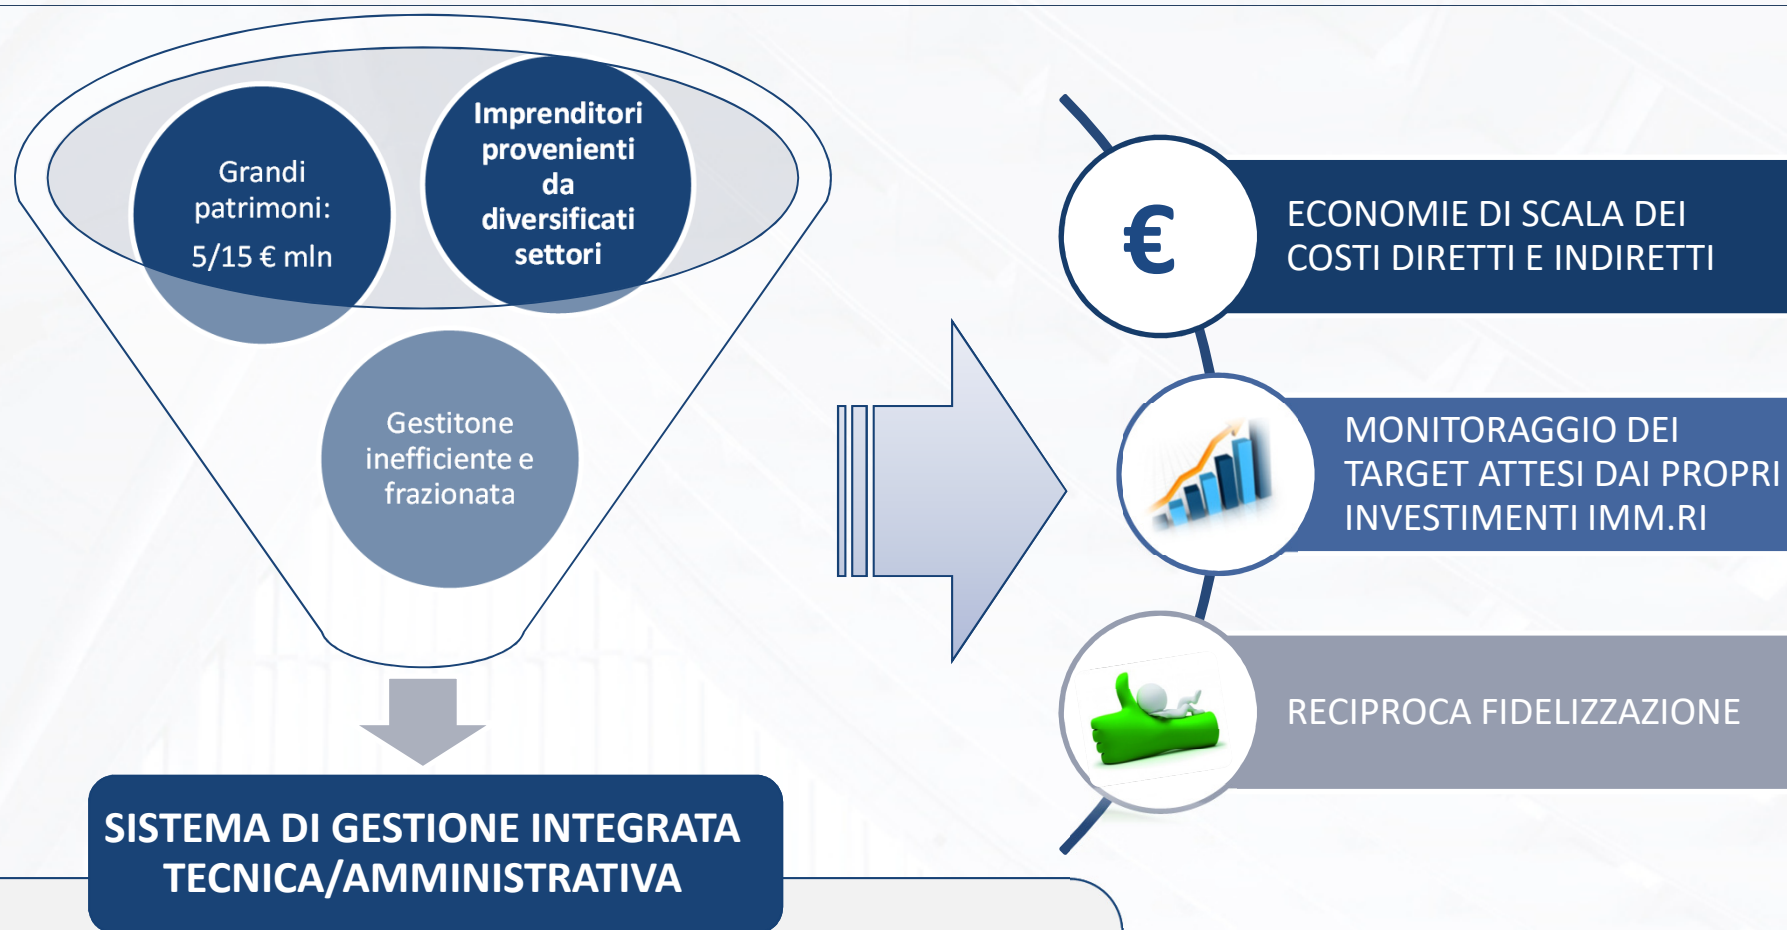 Grandi
patrimoni:
5/15 € mln
Imprenditori
provenienti
da
diversificati
settori
Gestitone
inefficiente e
frazionata
SISTEMA DI GESTIONE INTEGRATA
TECNICA/AMMINISTRATIVA
€
ECONOMIE DI SCALA DEI
COSTI DIRETTI E INDIRETTI
MONITORAGGIO DEI
TARGET ATTESI DAI PROPRI
INVESTIMENTI IMM.RI
RECIPROCA FIDELIZZAZIONE